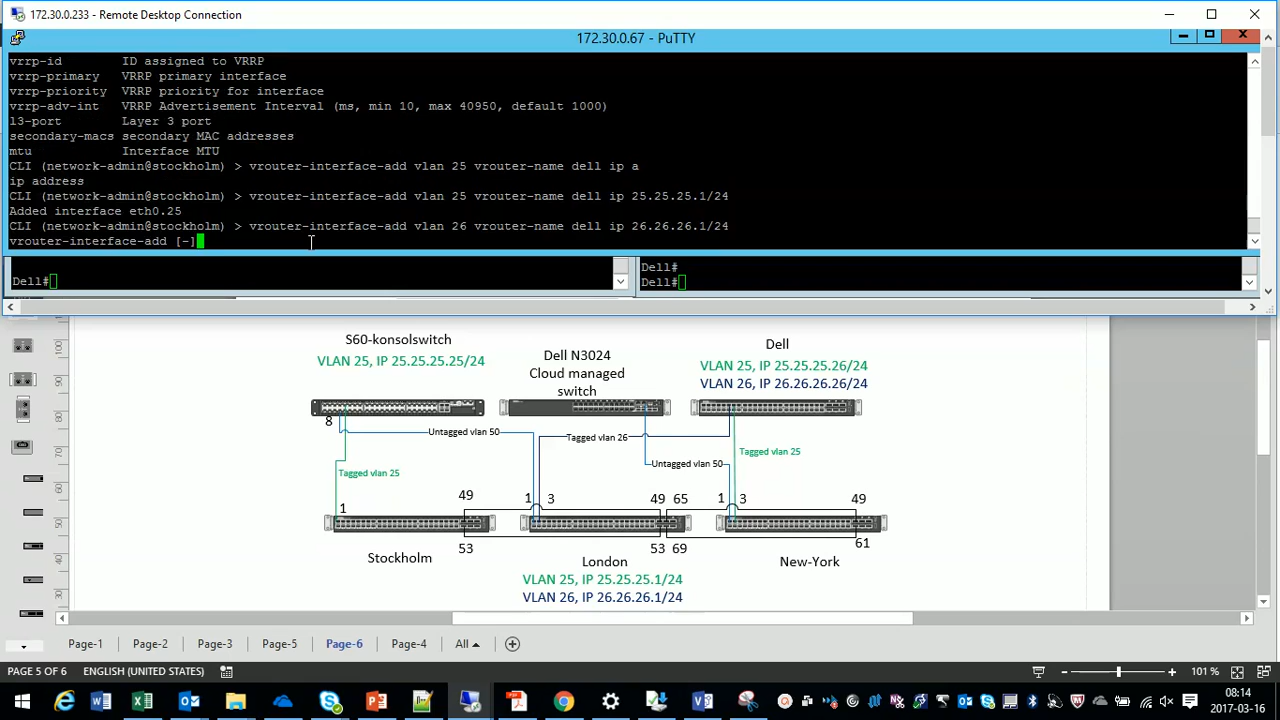 172.30.0.233 - Remote Desktop Connection
172.30.0.67 - PuTTY
vrrp-id ID assigned to VRRP
vrrp-primary VRRP primary interface
vrrp-priority VRRP priority for interface
vrrp-adv-int VRRP Advertisement Interval (ms, min 10, max 40950, default 1000)
l3-port Layer 3 port
secondary-macs secondary MAC addresses
mtu Interface MTU
CLI (network-admin@stockholm) > vrouter-interface-add vlan 25 vrouter-name dell ip a
ip address
CLI (network-admin@stockholm) > vrouter-interface-add vlan 25 vrouter-name dell ip 25.25.25.1/24
Added interface eth0.25
CLI (network-admin@stockholm) > vrouter-interface-add vlan 26 vrouter-name dell ip 26.26.26.1/24
vrouter-interface-add [-]
Dell#
Dell#
Dell#
S60-konsolswitch
VLAN 25, IP 25.25.25.25/24
Dell N3024
Cloud managed
switch
Dell
VLAN 25, IP 25.25.25.26/24
VLAN 26, IP 26.26.26.26/24
8
Untagged vlan 50
Tagged vlan 26
Untagged vlan 50
Tagged vlan 25
Tagged vlan 25
1
49
1
3
49
65
1
3
49
53
53
69
61
Stockholm
London
New-York
VLAN 25, IP 25.25.25.1/24
VLAN 26, IP 26.26.26.1/24
100
90
80
70
60
50
40
Page-1
Page-2
Page-3
Page-5
Page-6
Page-4
All
PAGE 5 OF 6
ENGLISH (UNITED STATES)
101 %
08:14
2017-03-16